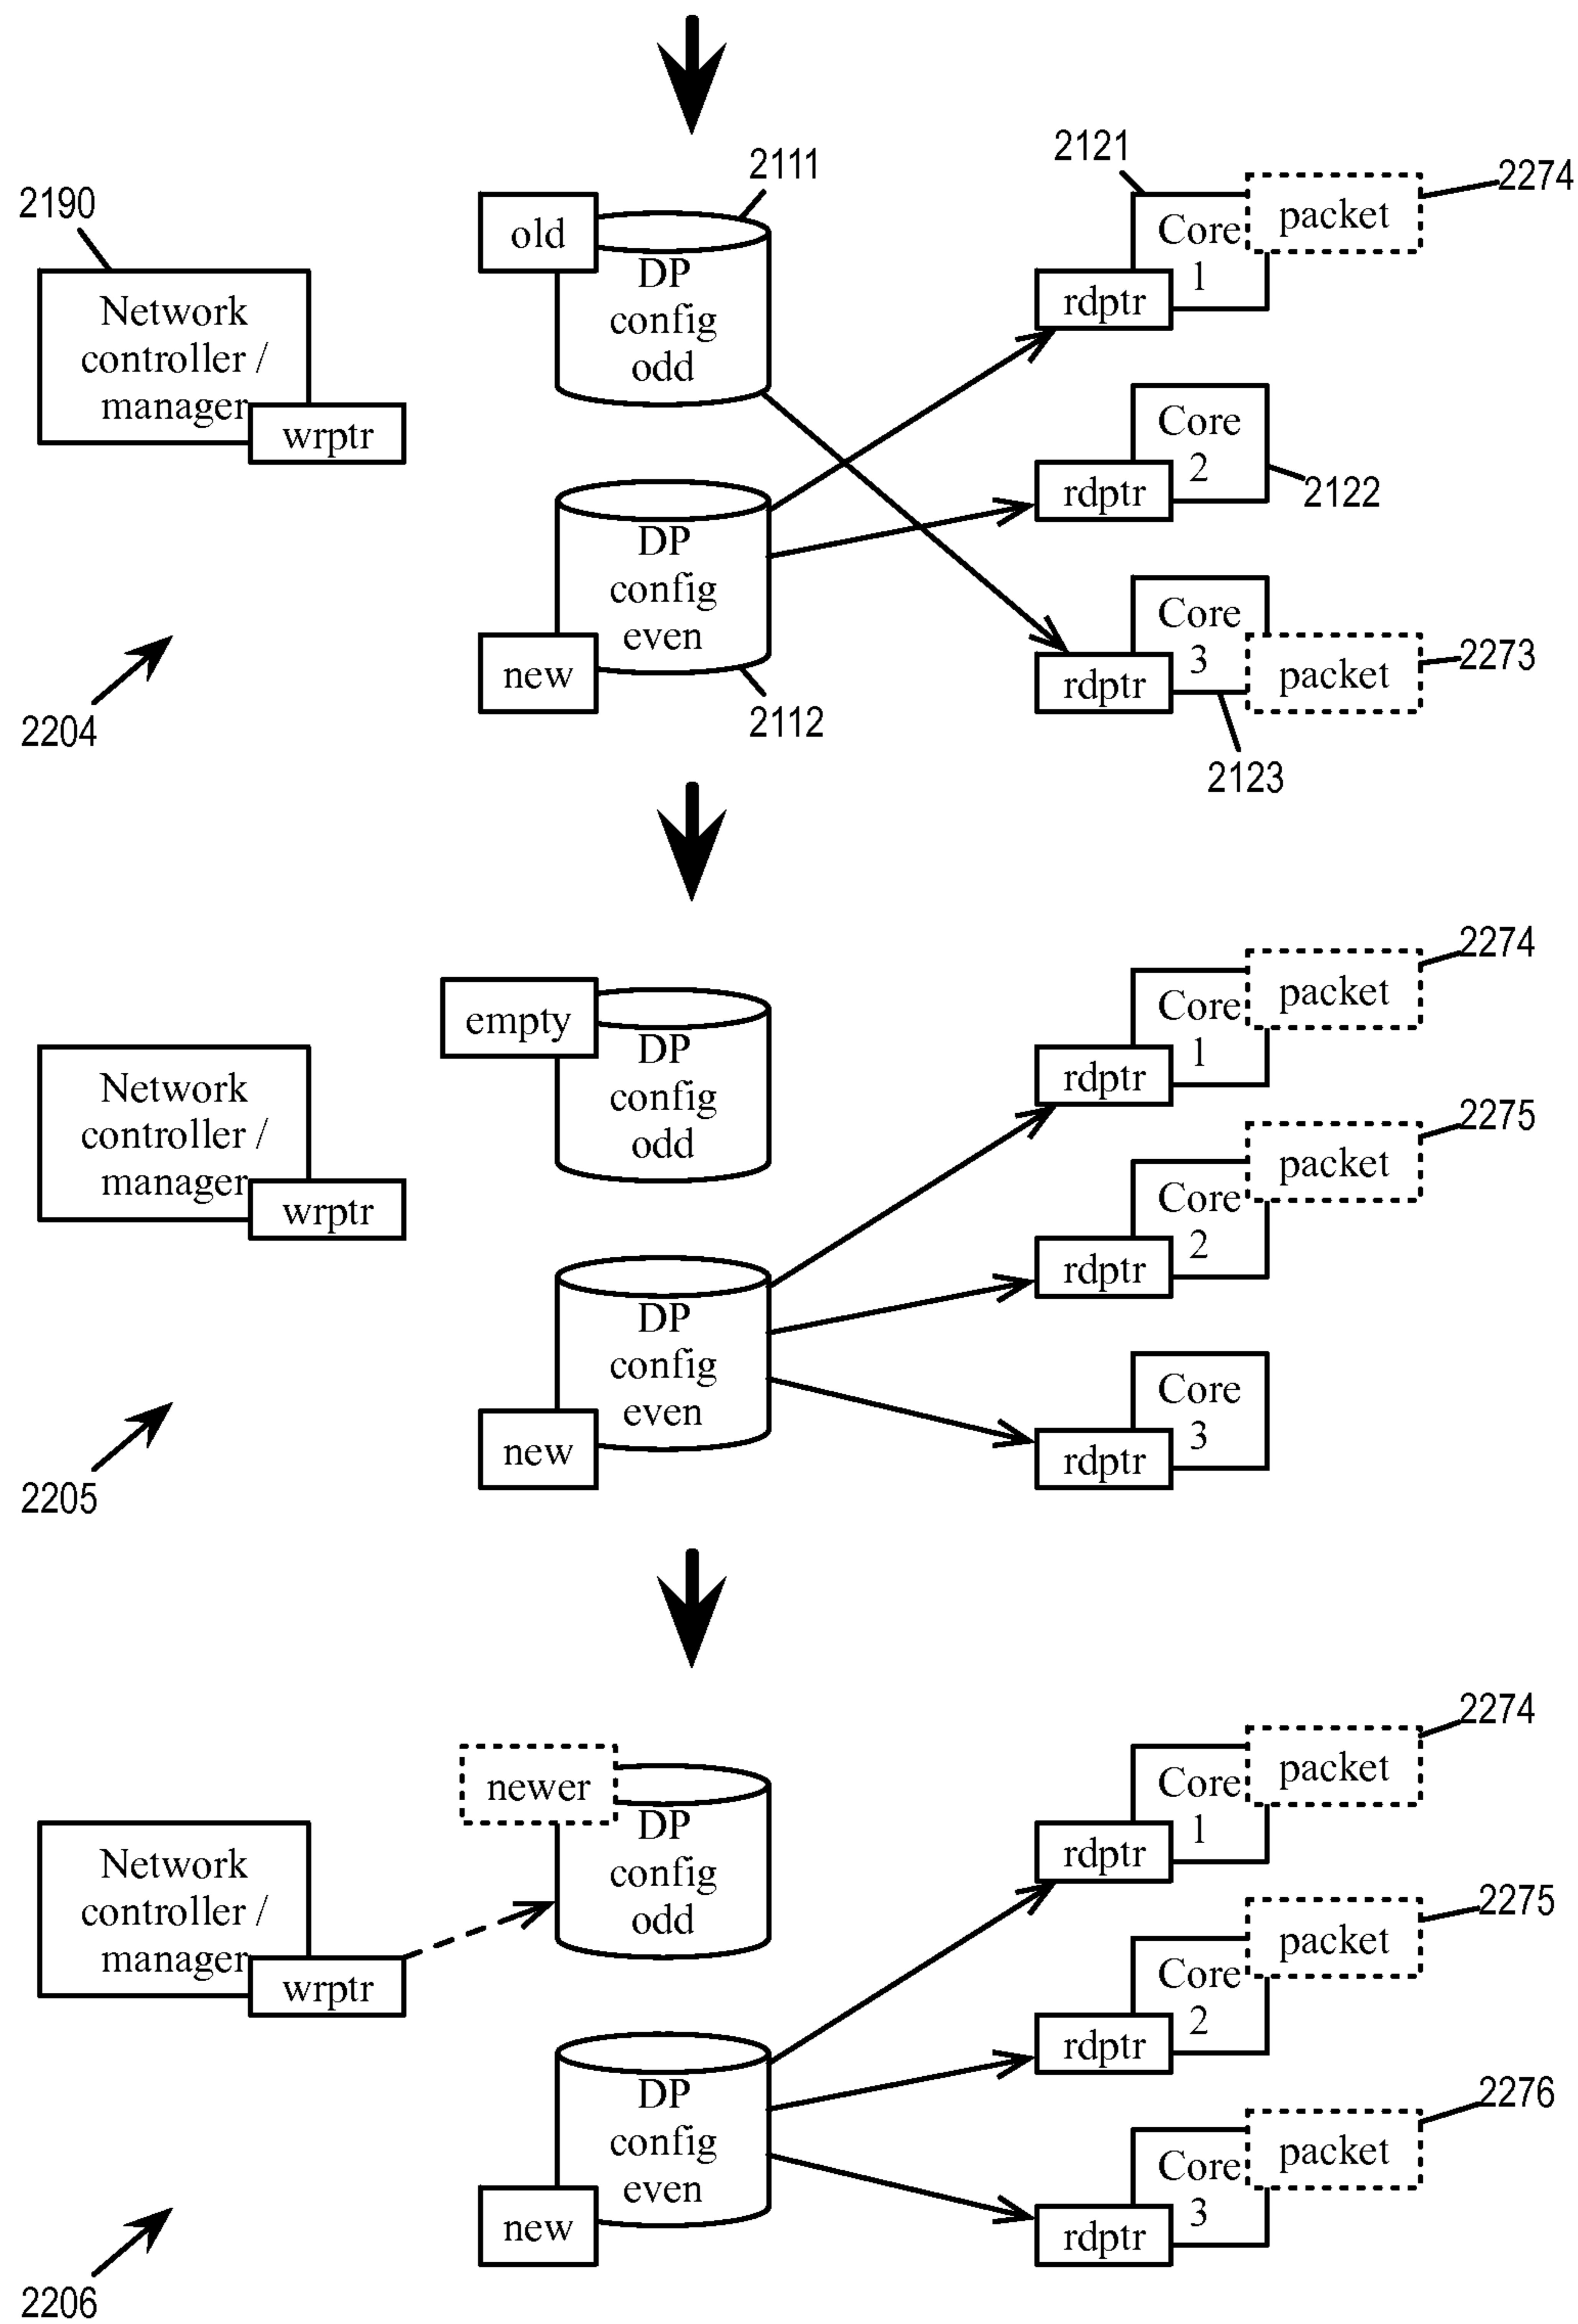 2111
2121
2274
2190
old
packet
Core
1
DP
config
odd
rdptr
Network
controller /
manager
wrptr
Core
2
rdptr
2122
DP
config
even
new
Core
3
packet
2273
rdptr
2204
2112
2123
2274
empty
packet
Core
1
DP
config
odd
rdptr
Network
controller /
manager
wrptr
2275
packet
Core
2
rdptr
DP
config
even
new
Core
3
rdptr
2205
2274
newer
packet
Core
1
DP
config
odd
rdptr
Network
controller /
manager
wrptr
2275
packet
Core
2
rdptr
DP
config
even
new
2276
packet
Core
3
rdptr
2206